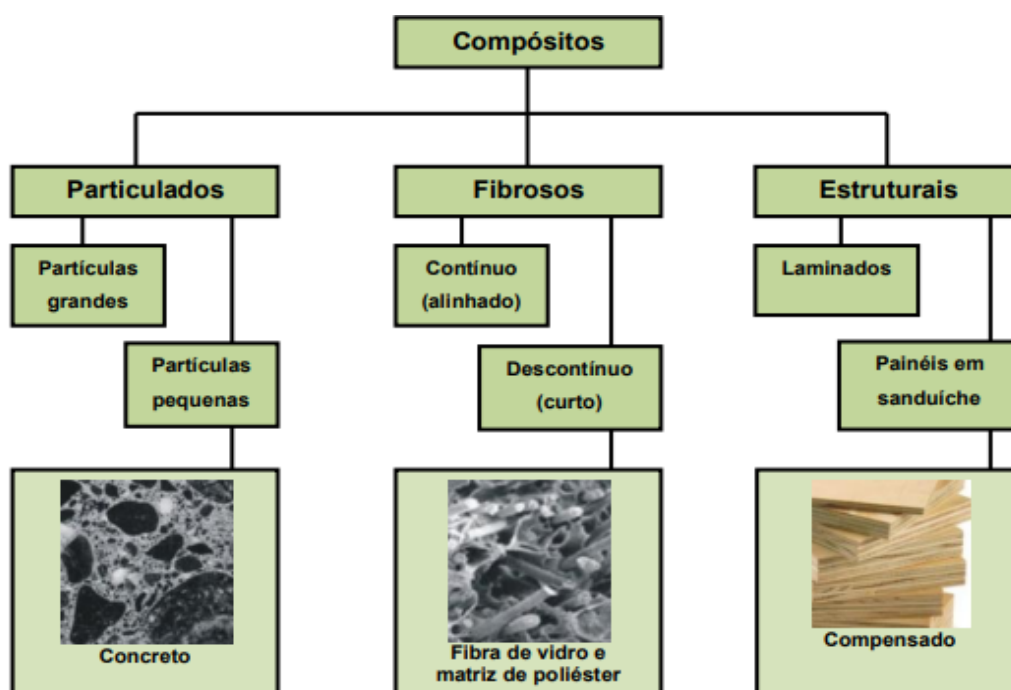 Compósitos
Particulados
Fibrosos
Estruturais
Partículas
grandes
Contínuo
(alinhado)
Laminados
Partículas
pequenas
Descontínuo
(curto)
Painéis em
sanduíche
Concreto
Fibra de vidro e
matriz de poliéster
Compensado